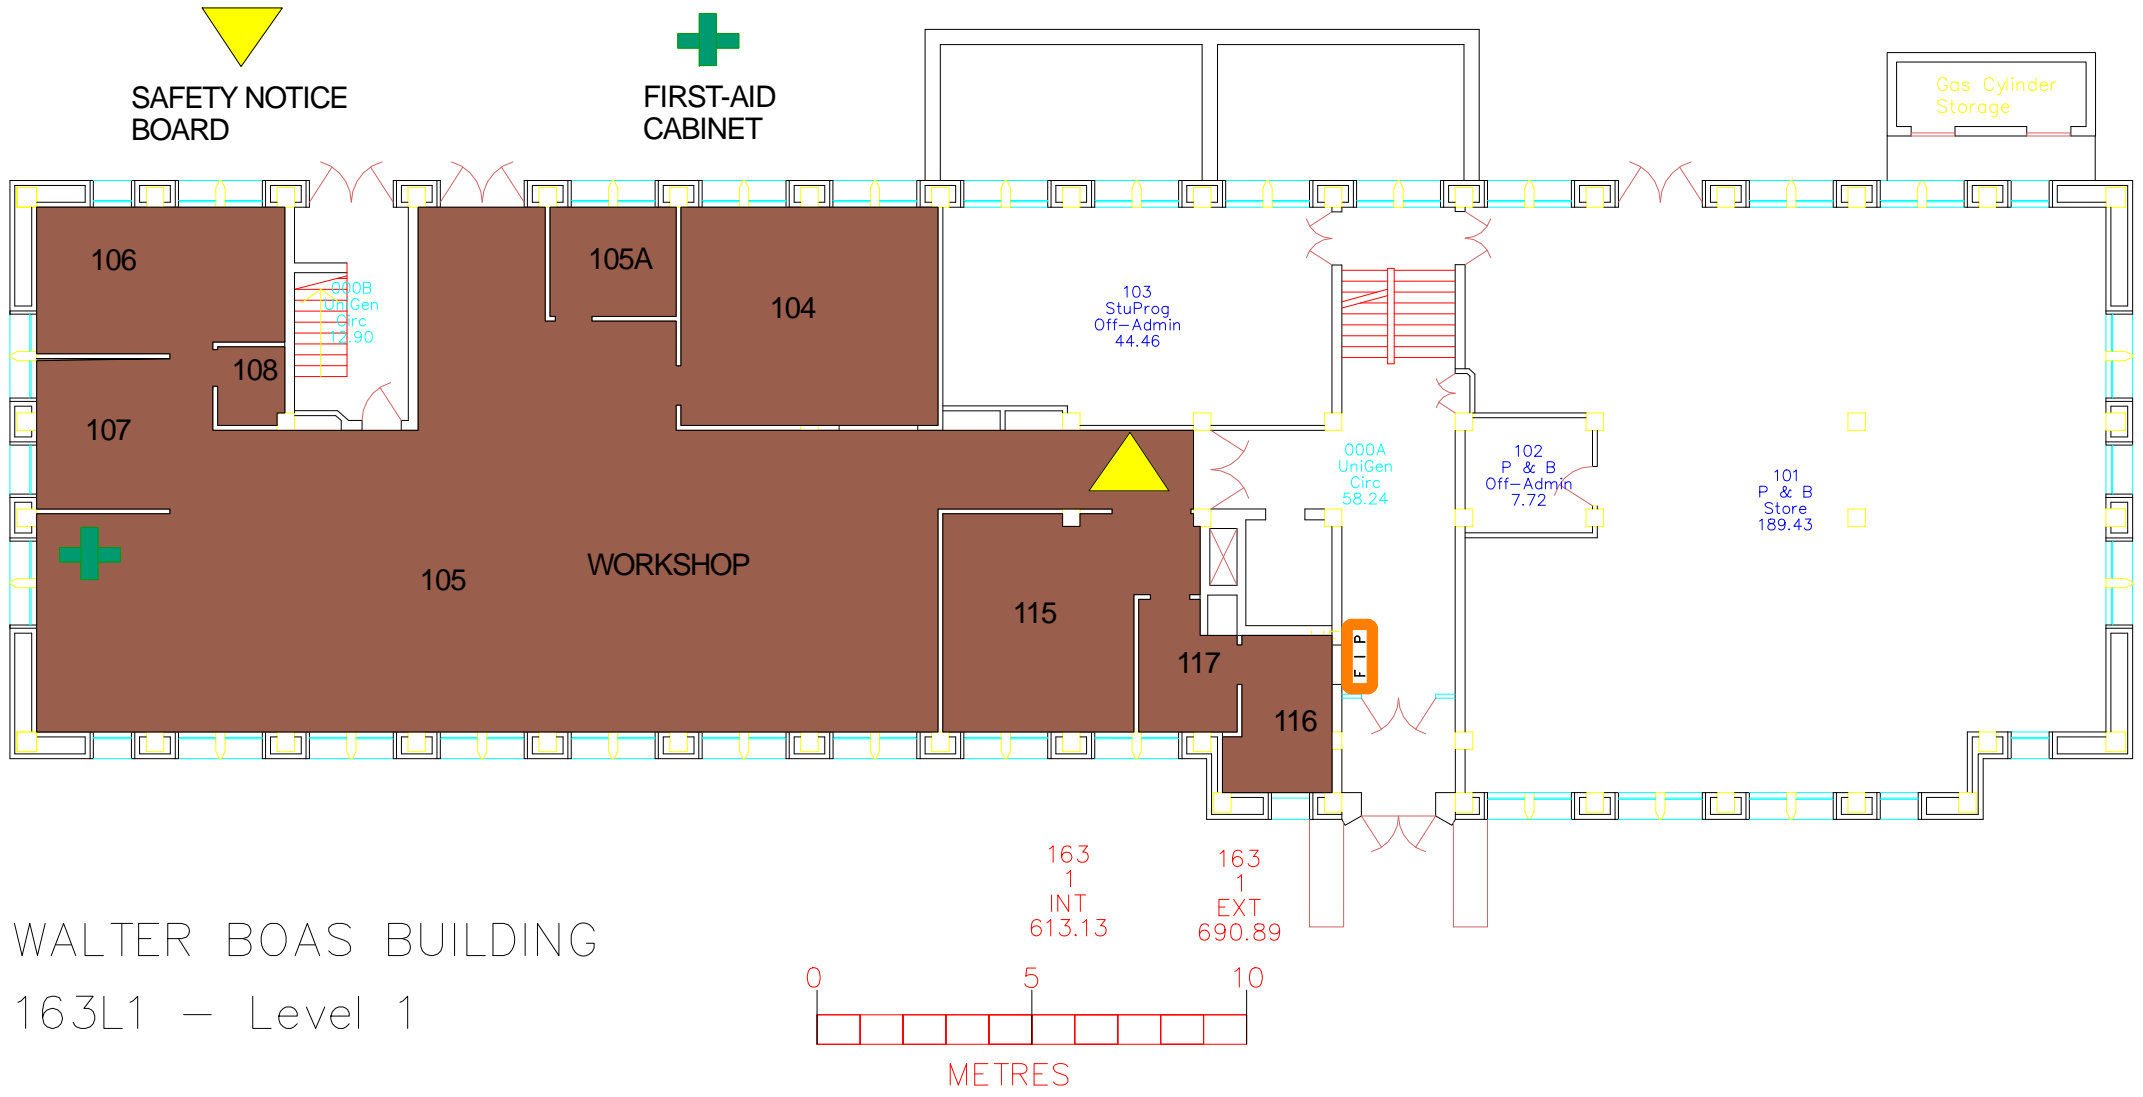 SAFETY NOTICE
BOARD
FIRST-AID
CABINET
Gas Cylinder
Storage
106
105A
104
000B
UniGen
Circ
12.90
103
StuProg
Off-Admin
44.46
108
107
000A
UniGen
Circ
58.24
102
P & B
Off-Admin
7.72
101
P & B
Store
189.43
105
WORKSHOP
115
117
116
FIP
163
1
INT
613.13
163
1
EXT
690.89
WALTER BOAS BUILDING
163L1 - Level 1
0 5 10
METRES